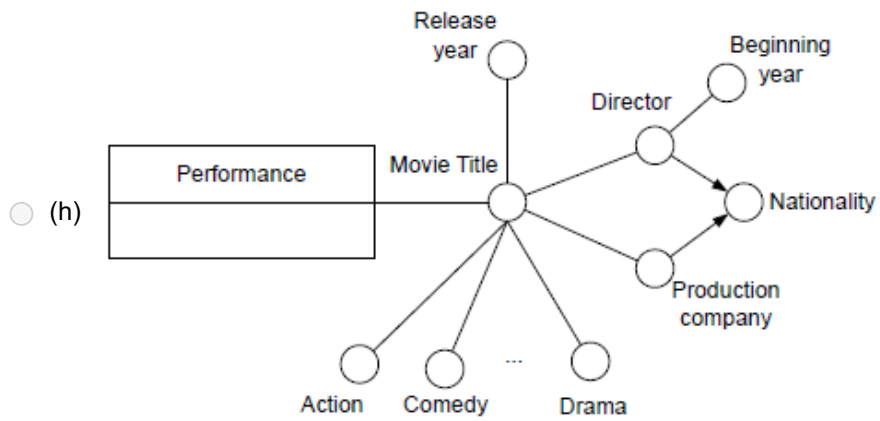 Release
year
Beginning
year
Director
Performance
Movie Title
(h)
Nationality
Production
company
...
Action
Comedy
Drama